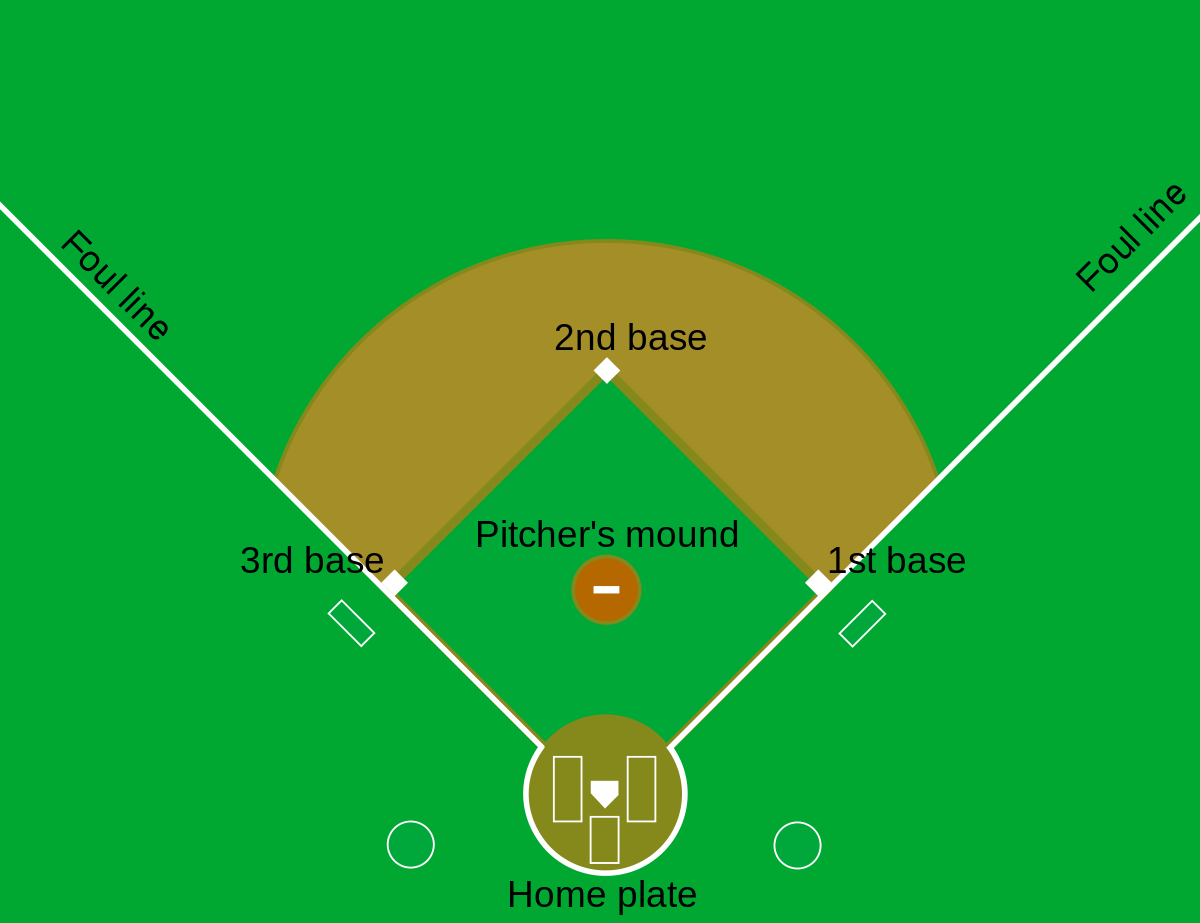 Foul line
Foul line
2nd base
Pitcher's mound
3rd base
1st base
Home plate